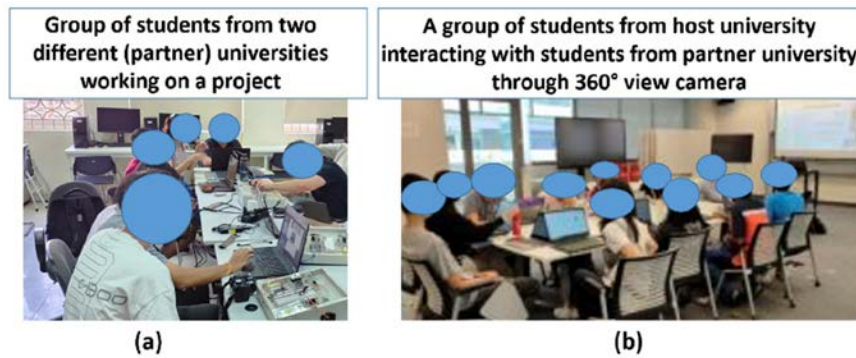 Group of students from two
different (partner) universities
working on a project
A group of students from host university
interacting with students from partner university
through 360° view camera
(a)
(b)